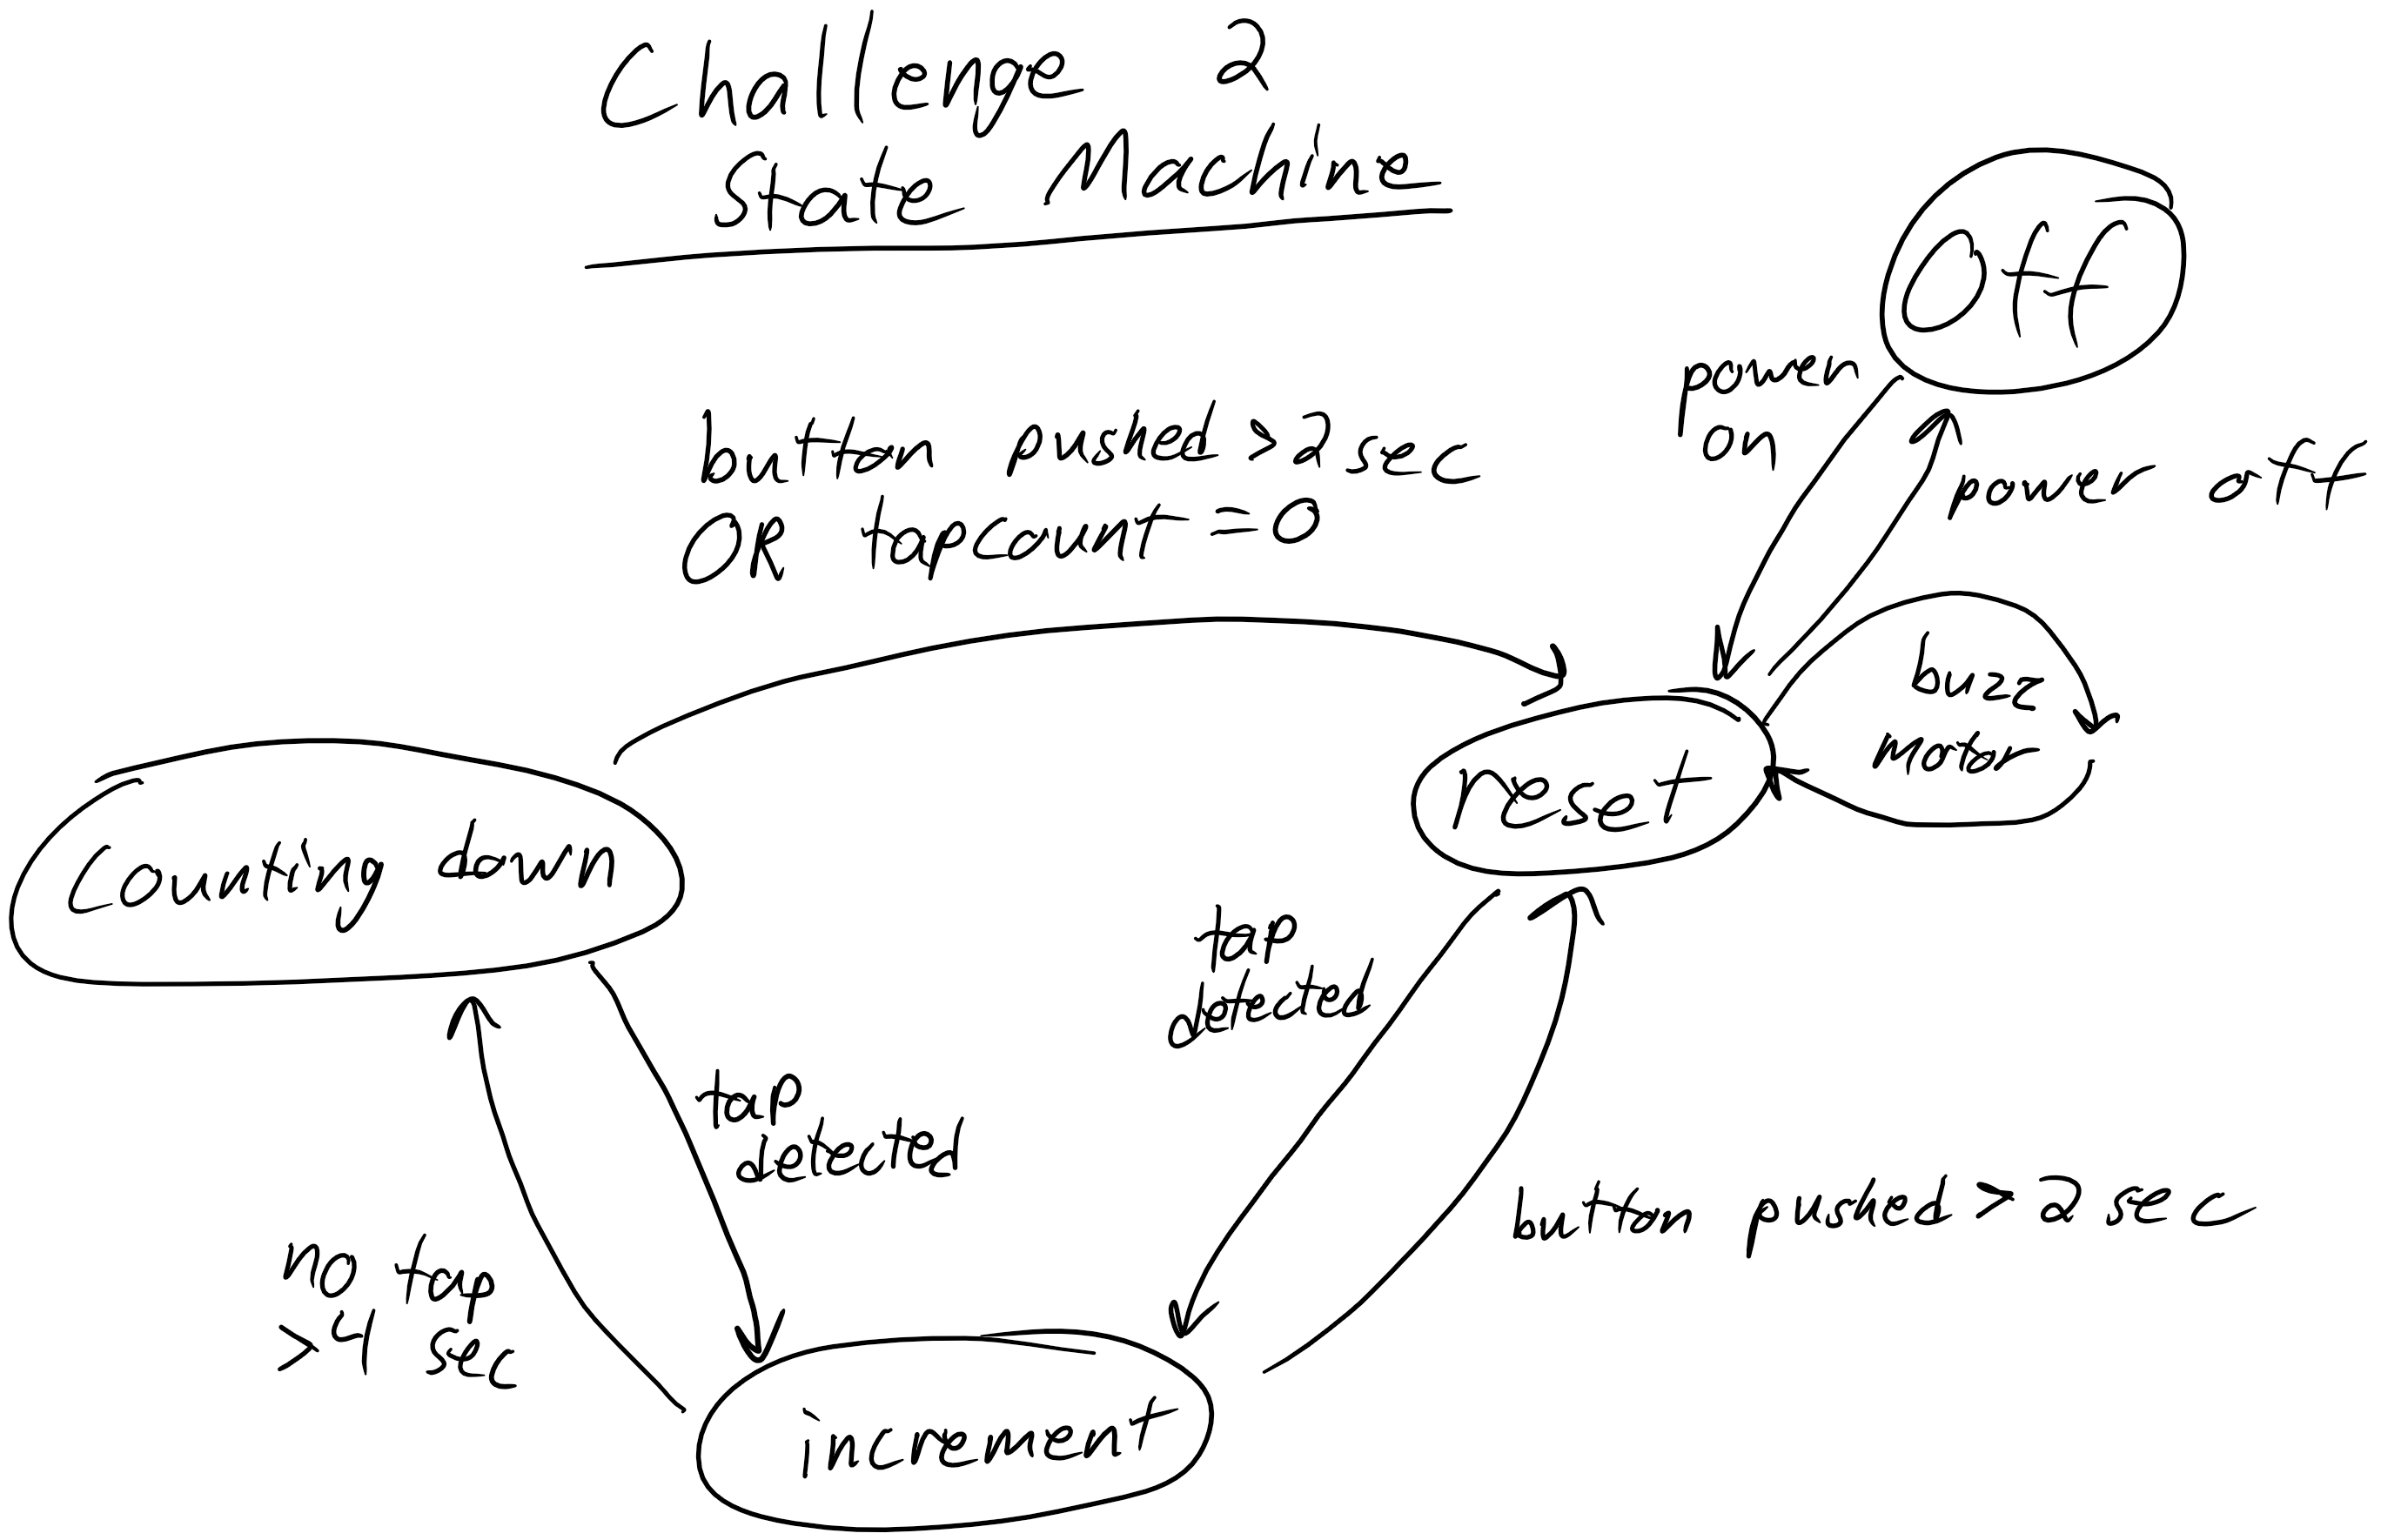 Challenge 2
State Machine
Off
power
on
power off
button pushed >2 sec
OR tapcount = 0
buzz
motor
reset
Counting down
tap
detected
tap
detected
button pushed > 2 sec
no tap
>4 sec
increment